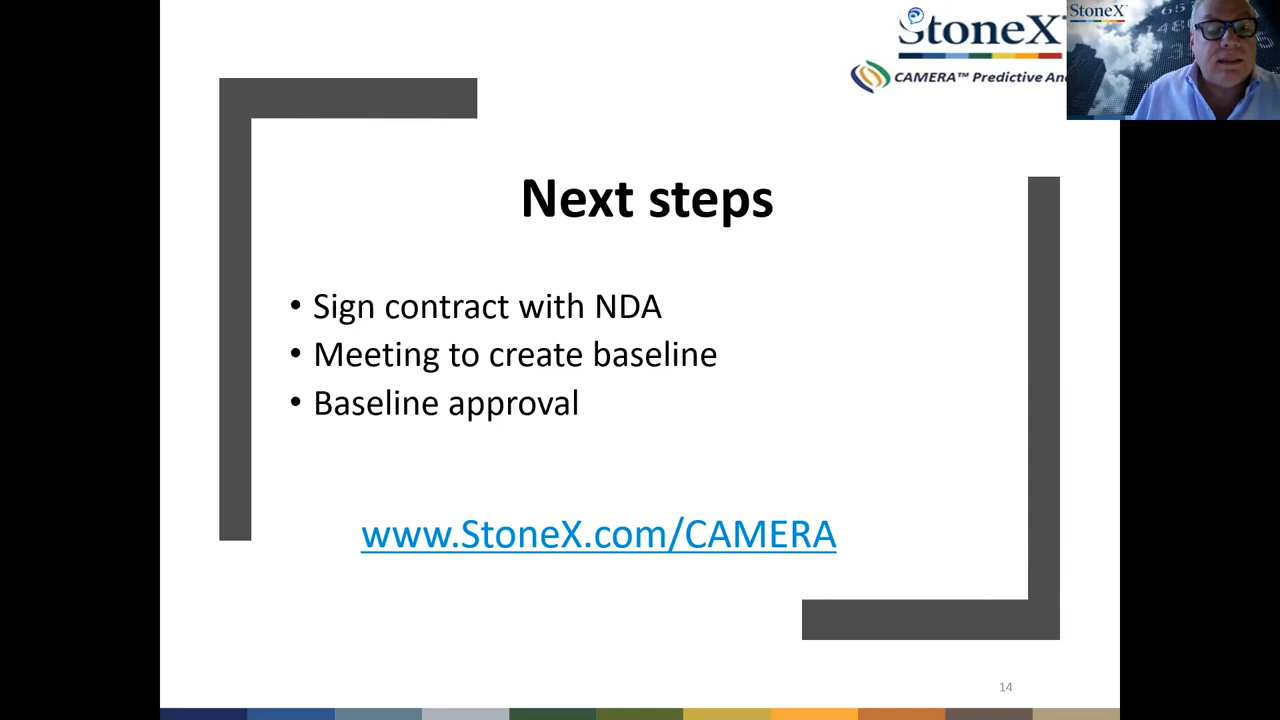 StoneX
CAMERA™ Predictive
StoneX
Next steps
• Sign contract with NDA
• Meeting to create baseline
• Baseline approval
www.StoneX.com/CAMERA
14